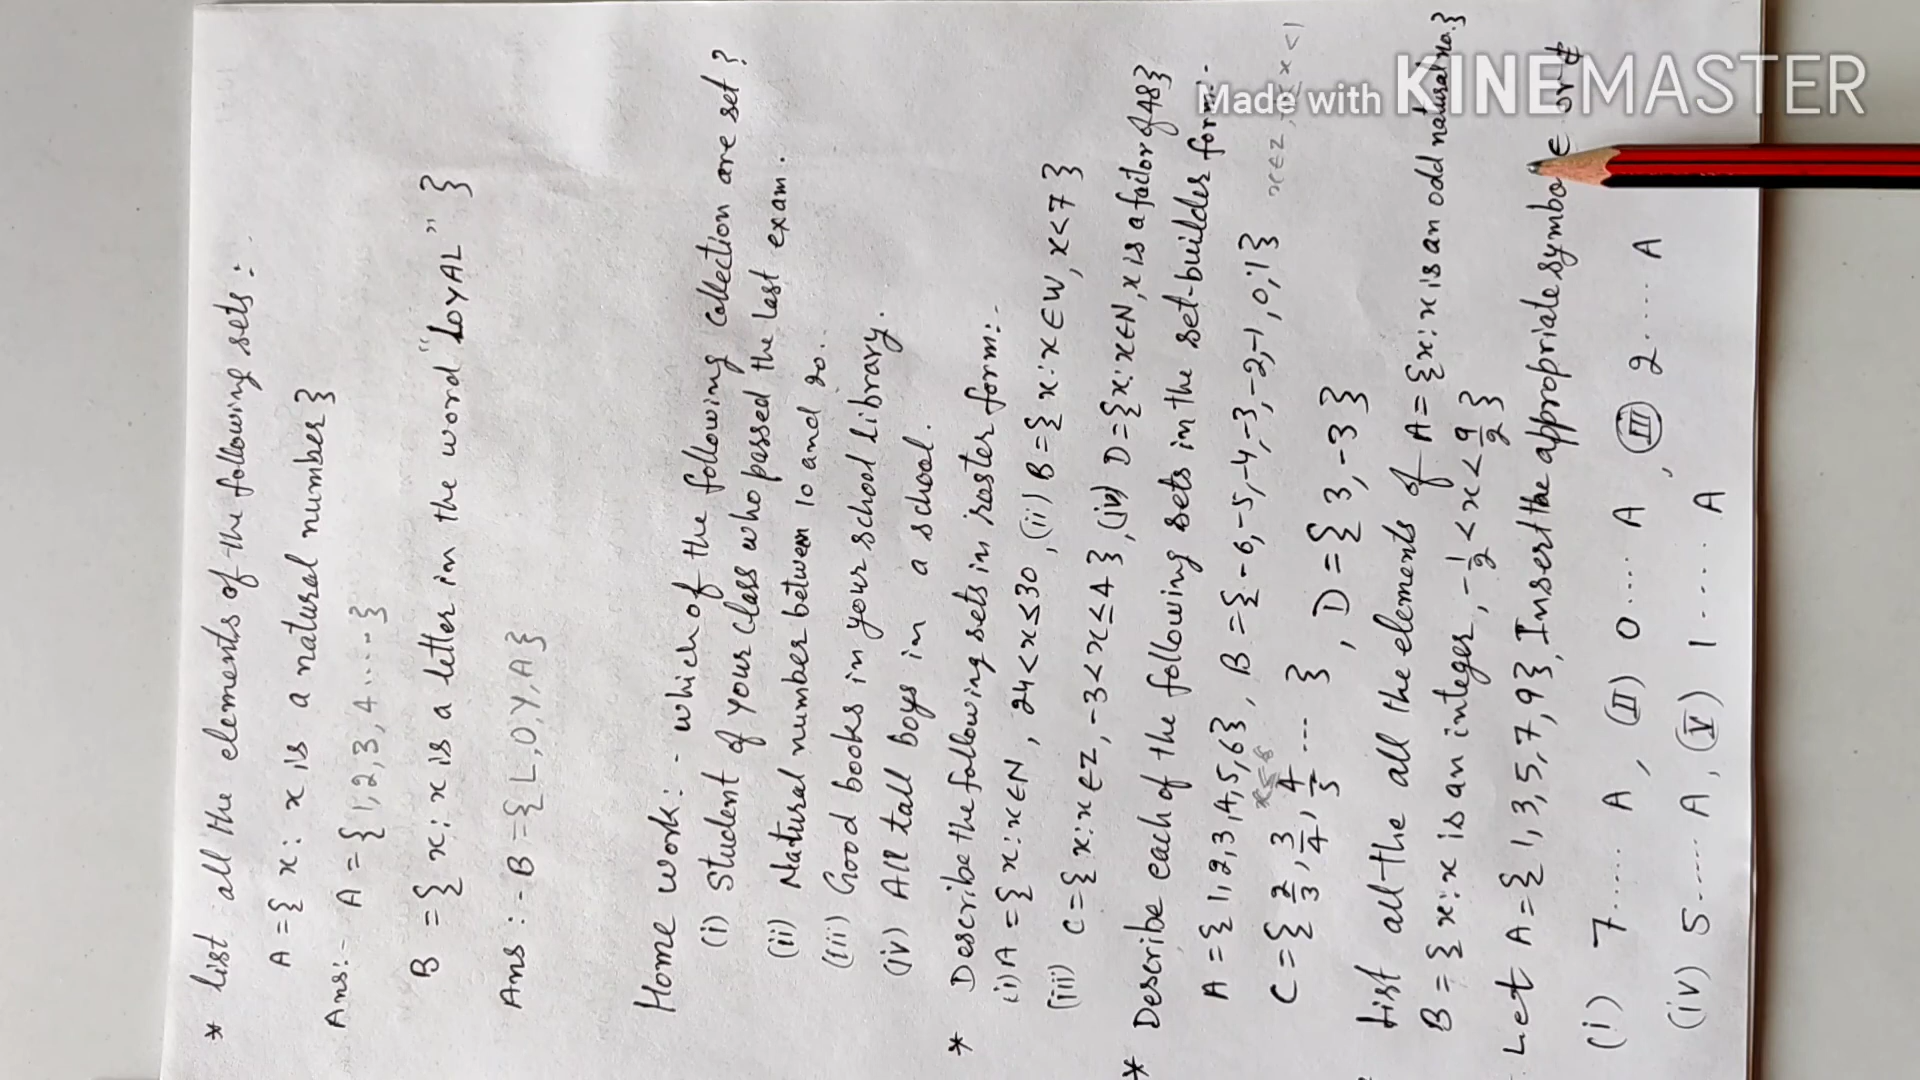 * List all the elements of the following sets:
A={ x: x is a natural number}
Ans:- A={1,2,3,4.....}
B ={ x: x is a letter in the word "LOYAL"}
Ans:- B={L,O,Y,A}
Home work:- which of the following collection are set?
(i) Student of your class who passed the last exam.
(ii) Natural number between 10 and 20.
(iii) Good books in your school library.
(iv) All tall boys in a school.
* Describe the following sets in roster form:-
(i) A={x:x∈N, 24<x≤30, (ii) B={x:x∈W, x<7}
(iii) C={x:x∈Z, -3<x≤4}, (iv) D={x:x∈N, x is a factor of 48}
* Describe each of the following sets in the set-builder form:-
A={1,2,3,4,5,6}, B={-6,-5,-4,-3,-2,-1,0,1} x∈Z, x<1
C={2/3, 3/4, 4/5 ... }, D={3,-3}
List all the all the elements of A={x:x is an odd natural no.}
B={x:x is an integer, -1/2<x<9/2}
Let A={1,3,5,7,9}, Insert the appropriate symbol ∈ or ∉
(i) 7..... A, (II) 0.... A, (III) 2..... A
(iv) 5..... A, (V) 1.... A
Made with KINEMASTER